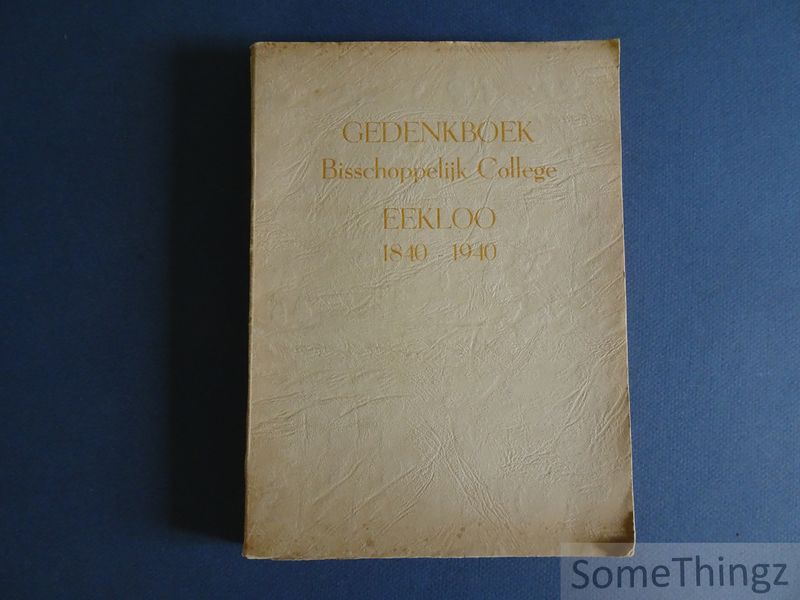 GEDENKBOEK
Bisschoppelijk College
EEKLOO
1840 - 1940
SomeThingz